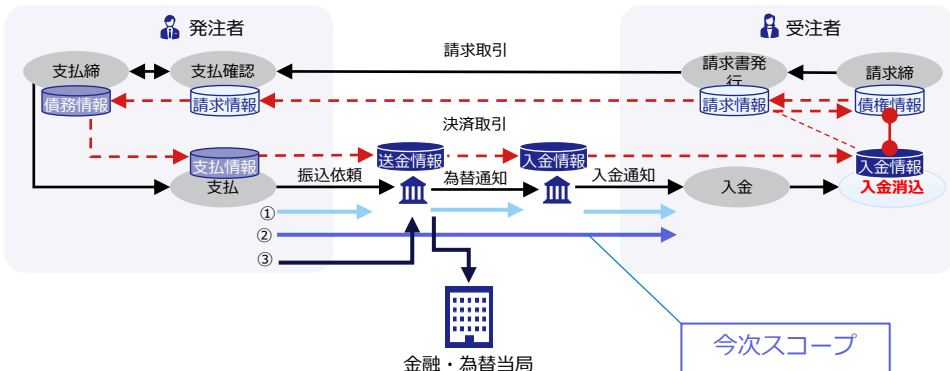 発注者
受注者
請求取引
支払締
支払確認
請求書発
行
請求締
債務情報
請求情報
請求情報
債権情報
決済取引
支払情報
送金情報
入金情報
入金情報
支払
振込依頼
為替通知
入金通知
入金
入金消込
①
②
③
今次スコープ
金融・為替当局